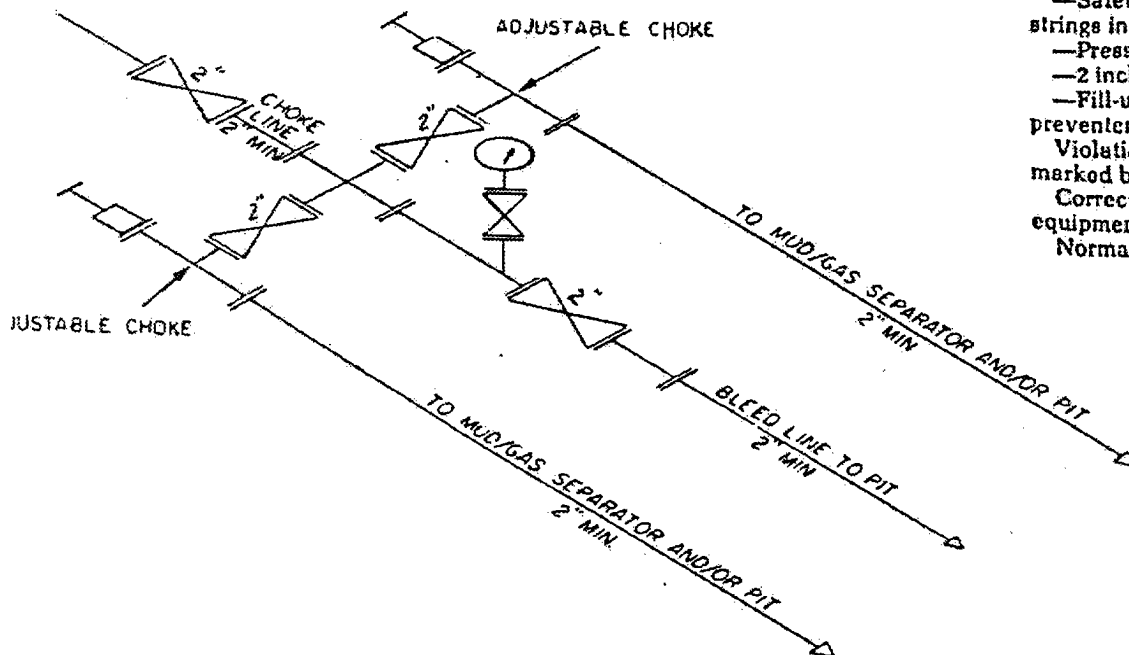 ADJUSTABLE CHOKE
2"
CHOKE
LINE
2" MIN
2"
2"
JUSTABLE CHOKE
2"
TO MUD/GAS SEPARATOR AND/OR PIT
2" MIN
BLEED LINE TO PIT
2" MIN
TO MUD/GAS SEPARATOR AND/OR PIT
2" MIN.
—Safet
strings in
—Press
—2 incl
—Fill-u
preventer
Violatio
marked b
Correc
equipmen
Norma